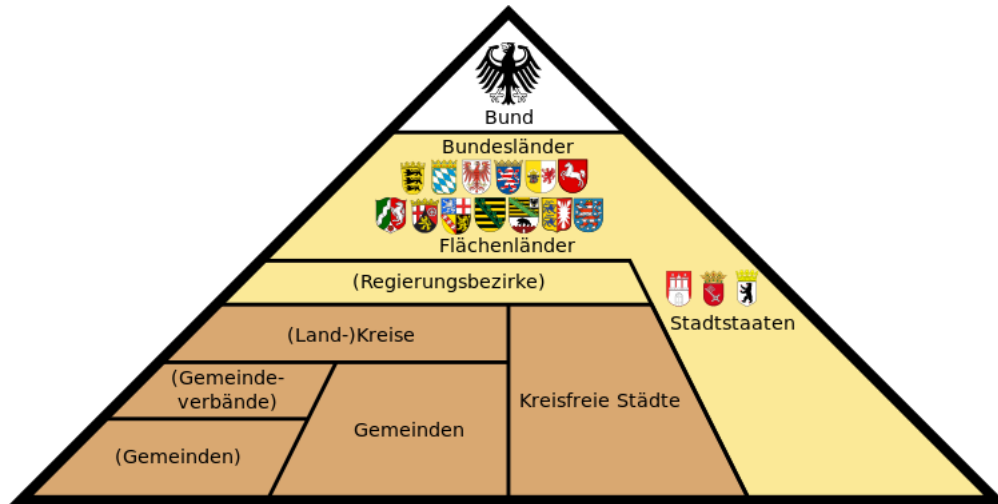 Bund
Bundesländer
Flächenländer
(Regierungsbezirke)
Stadtstaaten
(Land-)Kreise
(Gemeinde-
verbände)
Kreisfreie Städte
Gemeinden
(Gemeinden)